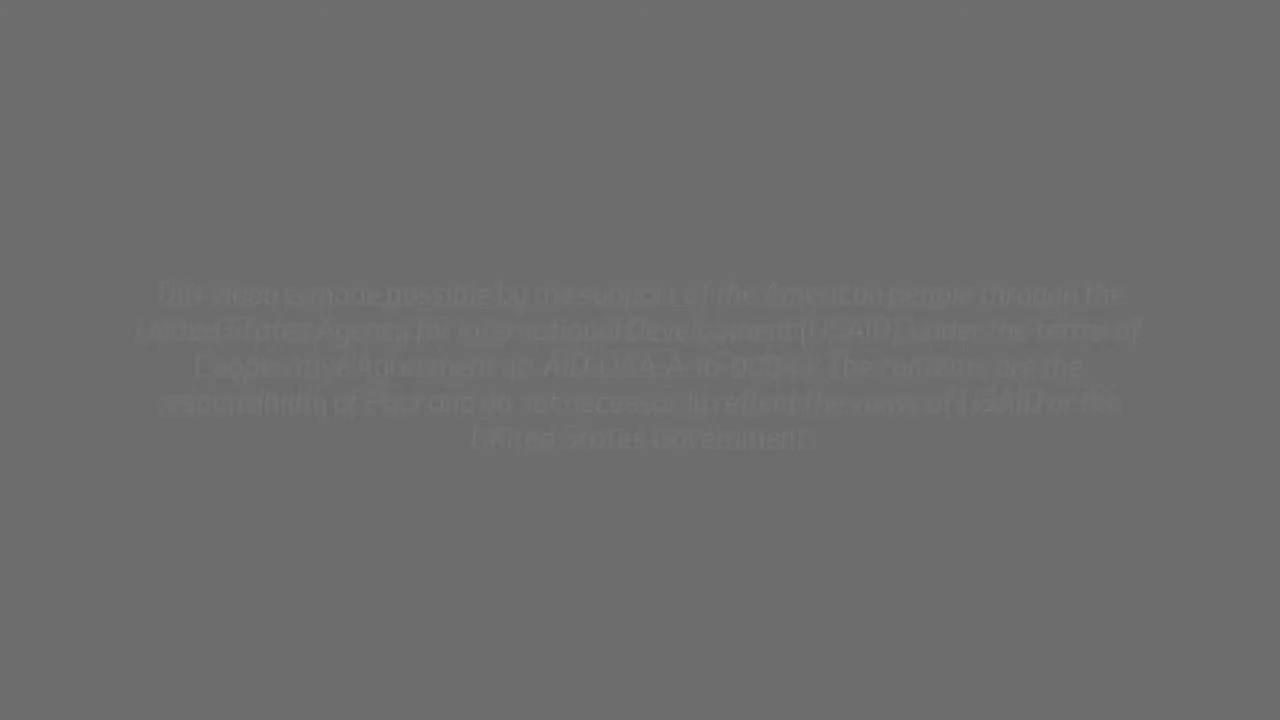 This video is made possible by the support of the American people through the
United States Agency for International Development (USAID) under the terms of
Cooperative Agreement The contents are the
responsibility of and do not necessarily reflect the views of USAID or the
United States Government.